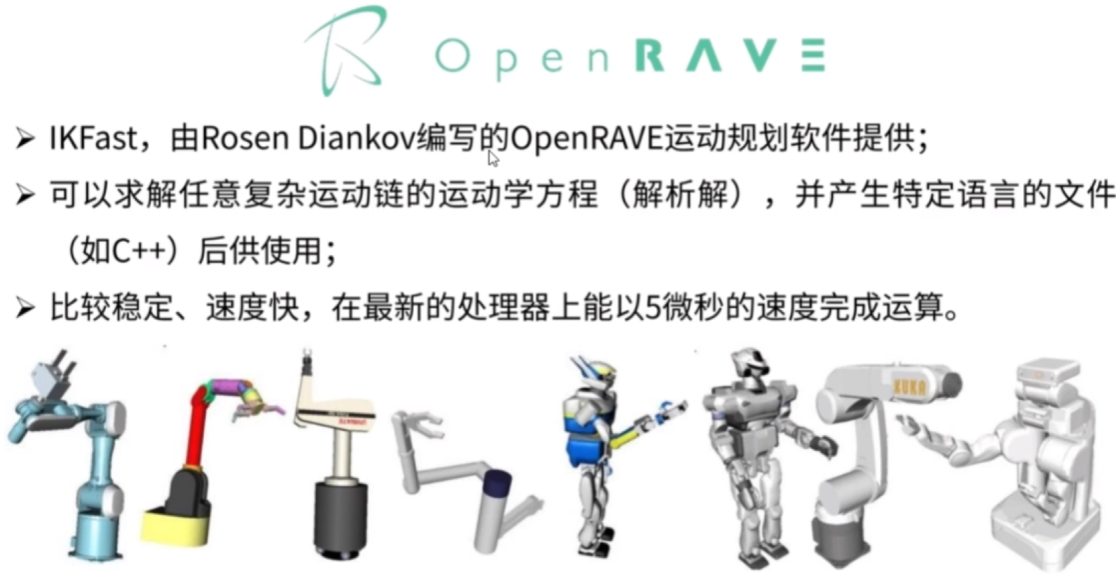 OpenRAVE
➢ IKFast，由Rosen Diankov编写的OpenRAVE运动规划软件提供；
➢ 可以求解任意复杂运动链的运动学方程（解析解），并产生特定语言的文件
（如C++）后供使用；
➢ 比较稳定、速度快，在最新的处理器上能以5微秒的速度完成运算。
KUKA